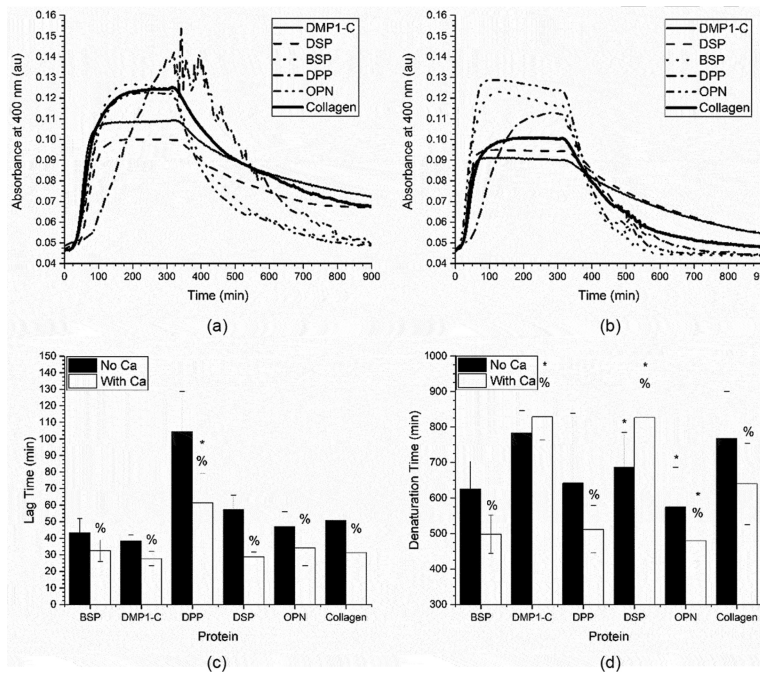 0.16
0.15
0.14
0.13
0.12
0.11
0.10
0.09
0.08
0.07
0.06
0.05
0.04
Absorbance at 400 nm (au)
DMP1-C
DSP
BSP
DPP
OPN
Collagen
0 100 200 300 400 500 600 700 800 900
Time (min)
(a)
0.16
0.15
0.14
0.13
0.12
0.11
0.10
0.09
0.08
0.07
0.06
0.05
0.04
Absorbance at 400 nm (au)
DMP1-C
DSP
BSP
DPP
OPN
Collagen
0 100 200 300 400 500 600 700 800 900
Time (min)
(b)
150
140
130
120
110
100
90
80
70
60
50
40
30
20
10
0
Lag Time (min)
No Ca
With Ca
*
%
% % % % %
BSP DMP1-C DPP DSP OPN Collagen
Protein
(c)
1000
900
800
700
600
500
400
300
Denaturation Time (min)
No Ca
With Ca
* *
% %
* * *
% % % %
BSP DMP1-C DPP DSP OPN Collagen
Protein
(d)